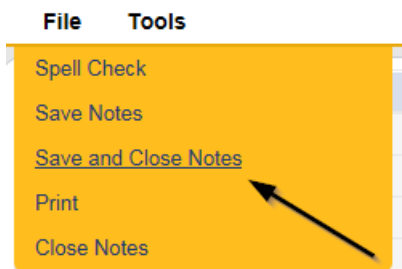 File Tools
Spell Check
Save Notes
Save and Close Notes
Print
Close Notes